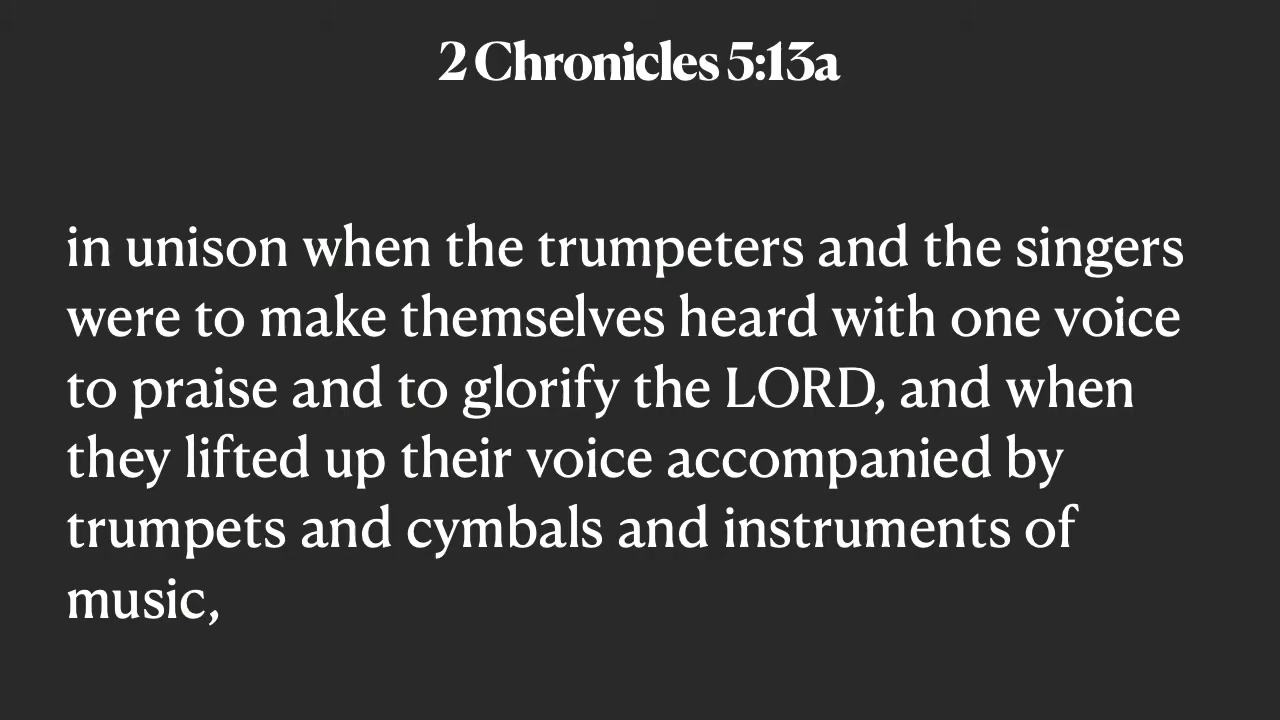 2 Chronicles 5:13a
in unison when the trumpeters and the singers
were to make themselves heard with one voice
to praise and to glorify the LORD, and when
they lifted up their voice accompanied by
trumpets and cymbals and instruments of
music,